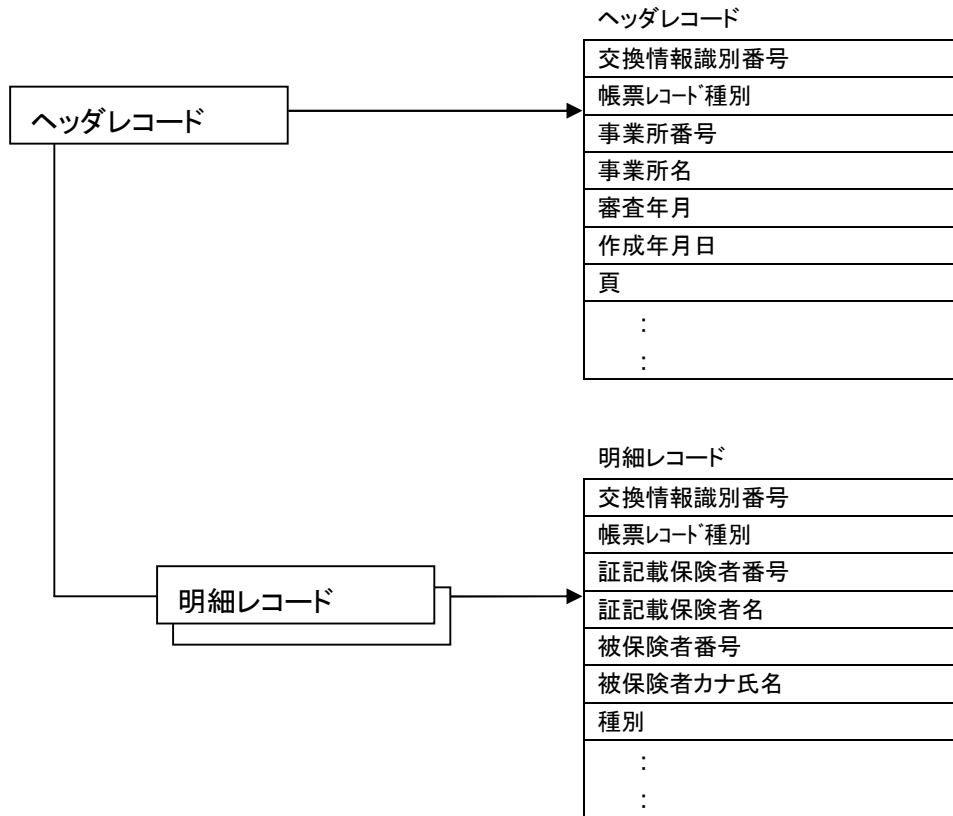 ヘッダレコード
ヘッダレコード
交換情報識別番号
帳票ﾚｺｰﾄﾞ種別
事業所番号
事業所名
審査年月
作成年月日
頁
:
:
明細レコード
明細レコード
交換情報識別番号
帳票ﾚｺｰﾄﾞ種別
証記載保険者番号
証記載保険者名
被保険者番号
被保険者カナ氏名
種別
:
: